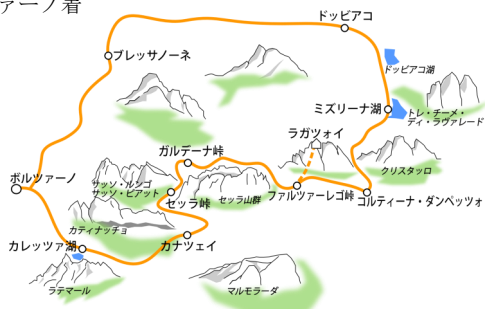 ァーノ着
ドッビアコ
ブレッサノーネ
ドッビアコ湖
ミズリーナ湖
トレ・チーメ・
ディ・ラヴァレード
ラガツォイ
ガルデーナ峠
クリスタッロ
ボルツァーノ
サッソ・ルンゴ
サッソ・ピアット
セッラ峠
セッラ山群
ファルツァーレゴ峠
コルティーナ・ダンペッツォ
カティナッチョ
カレッツァ湖
カナツェイ
ラテマール
マルモラーダ